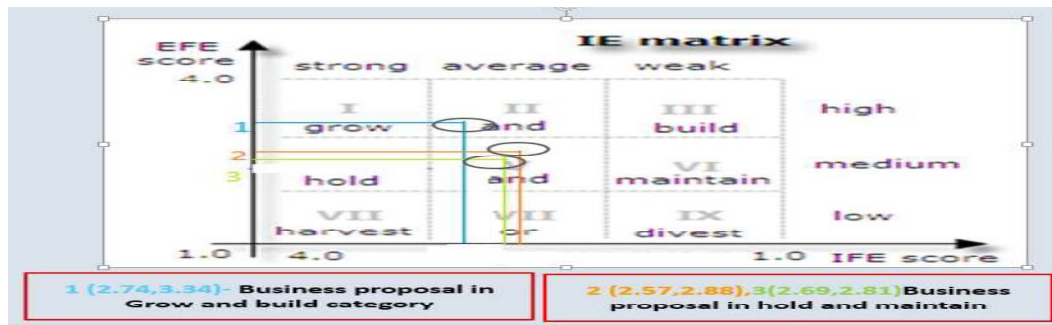 IE matrix
EFE
score
4.0
strong average weak
I II III high
1 grow and build
2
3
V VI medium
hold and maintain
VII VII IX low
harvest or divest
1.0 4.0 1.0 IFE score
1 (2.74,3.34)- Business proposal in
Grow and build category
2 (2.57,2.88),3(2.69,2.81)Business
proposal in hold and maintain